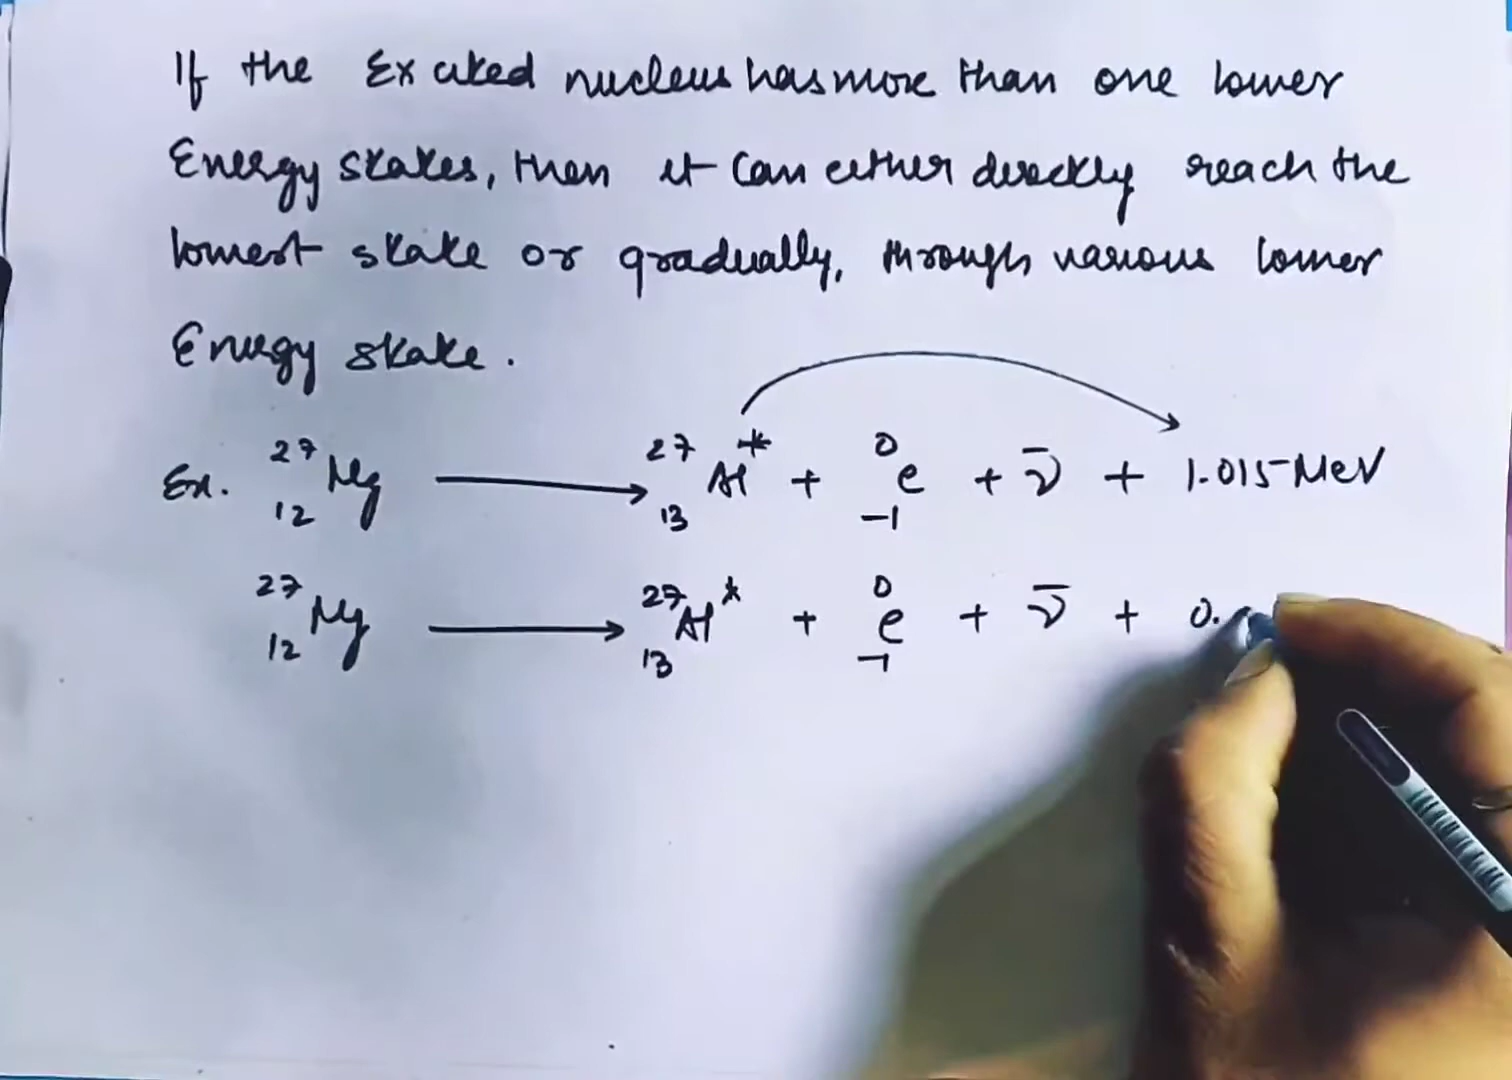 If the Excited nucleus has more than one lower
Energy states, then it can either directly reach the
lowest state or gradually, through various lower
Energy state.
Ex. ²⁷₁₂Mg ⟶ ²⁷₁₃Al* + ⁰₋₁e + ν̅ + 1.015 MeV
²⁷₁₂Mg ⟶ ²⁷₁₃Al* + ⁰₋₁e + ν̅ + 0.